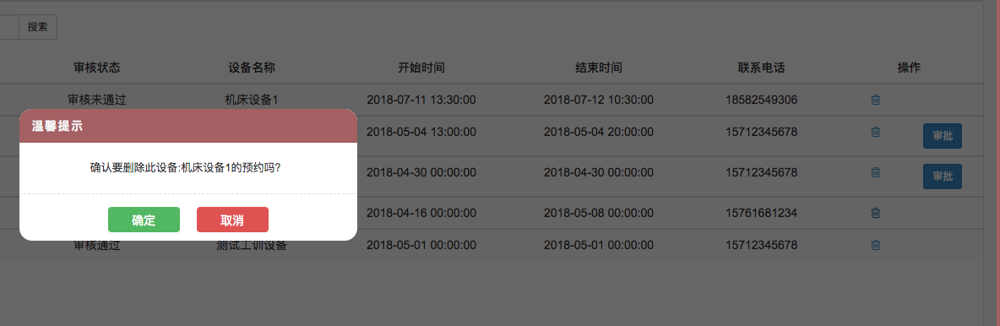 搜索
审核状态 设备名称 开始时间 结束时间 联系电话 操作
审核未通过 机床设备1 2018-07-11 13:30:00 2018-07-12 10:30:00 18582549306
温馨提示
2018-05-04 13:00:00 2018-05-04 20:00:00 15712345678 审批
确认要删除此设备:机床设备1的预约吗?
2018-04-30 00:00:00 2018-04-30 00:00:00 15712345678 审批
2018-04-16 00:00:00 2018-05-08 00:00:00 15761681234
确定 取消
审核通过 测试工训设备 2018-05-01 00:00:00 2018-05-01 00:00:00 15712345678